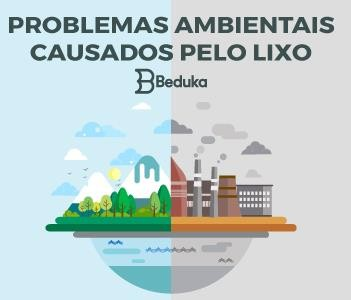 PROBLEMAS AMBIENTAIS
CAUSADOS PELO LIXO
Beduka